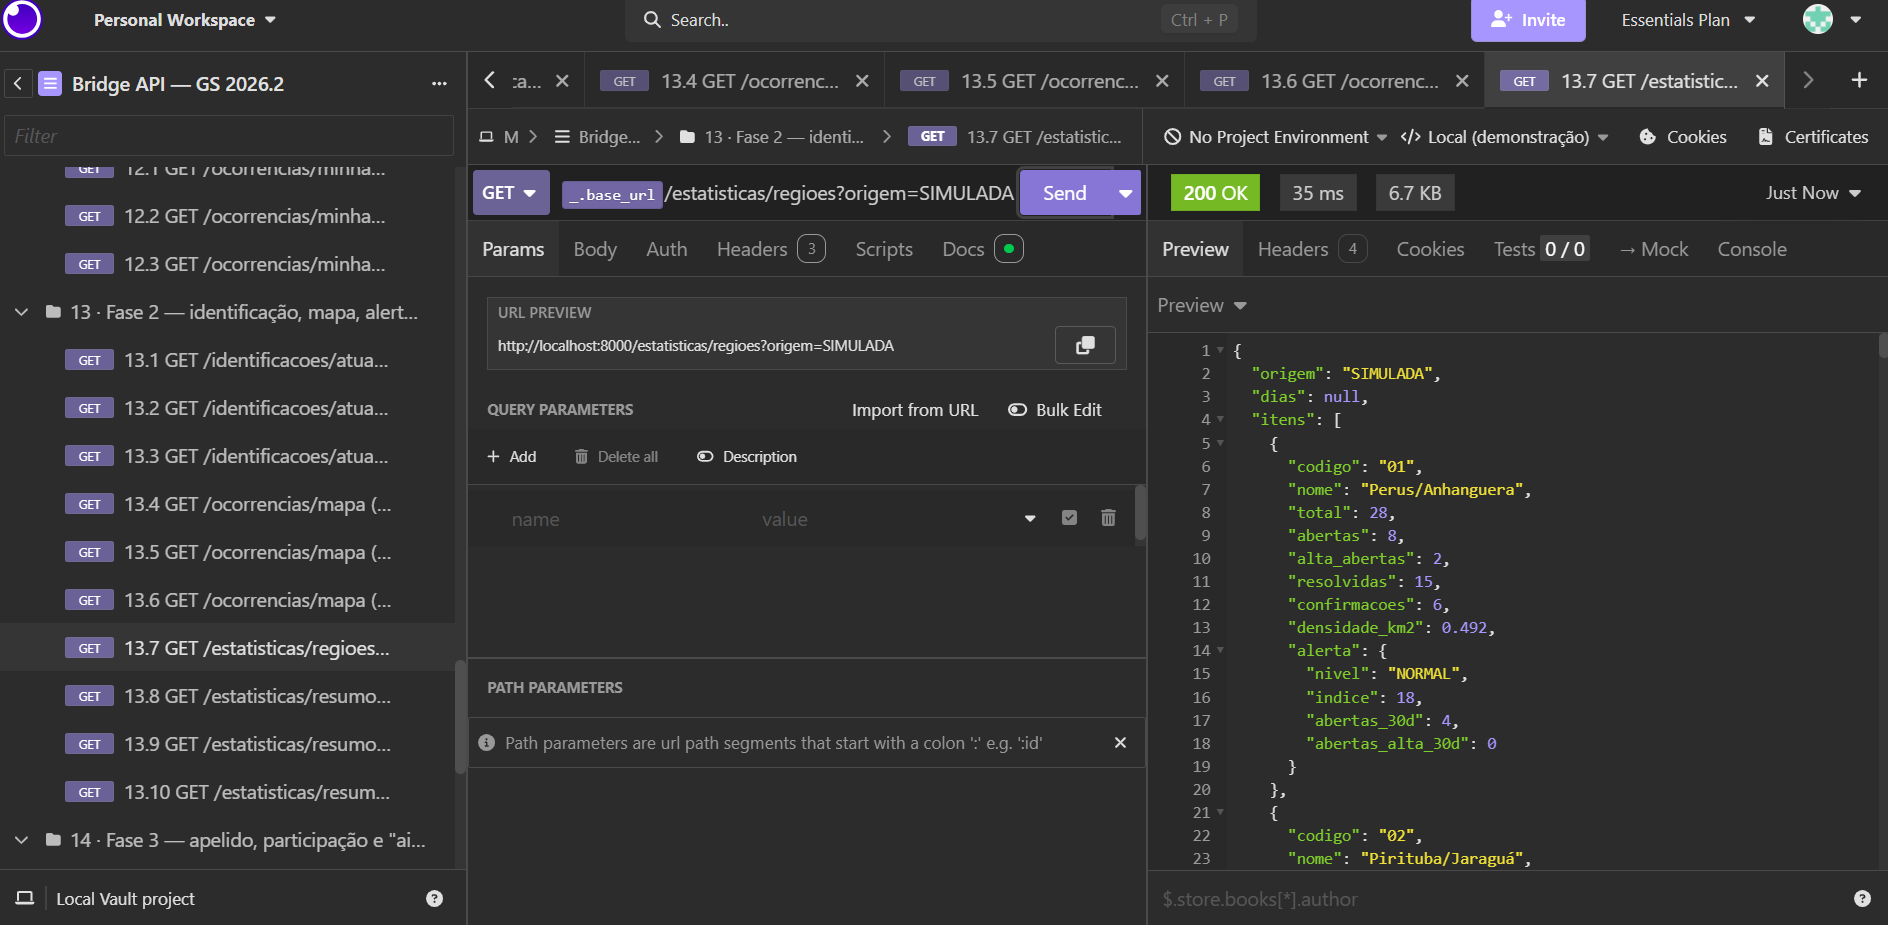 Personal Workspace
Search..
Ctrl + P
Invite
Essentials Plan
Bridge API — GS 2026.2
Filter
GET 12.1 GET /ocorrencias/minha...
GET 12.2 GET /ocorrencias/minha...
GET 12.3 GET /ocorrencias/minha...
13 · Fase 2 — identificação, mapa, alert...
GET 13.1 GET /identificacoes/atua...
GET 13.2 GET /identificacoes/atua...
GET 13.3 GET /identificacoes/atua...
GET 13.4 GET /ocorrencias/mapa (...
GET 13.5 GET /ocorrencias/mapa (...
GET 13.6 GET /ocorrencias/mapa (...
GET 13.7 GET /estatisticas/regioes...
GET 13.8 GET /estatisticas/resumo...
GET 13.9 GET /estatisticas/resumo...
GET 13.10 GET /estatisticas/resum...
14 · Fase 3 — apelido, participação e "ai...
Local Vault project
:a...
GET 13.4 GET /ocorrenc...
GET 13.5 GET /ocorrenc...
GET 13.6 GET /ocorrenc...
GET 13.7 GET /estatistic...
M
Bridge...
13 · Fase 2 — identi...
GET 13.7 GET /estatistic...
No Project Environment
Local (demonstração)
Cookies
Certificates
GET
_.base_url /estatisticas/regioes?origem=SIMULADA
Send
Params
Body
Auth
Headers 3
Scripts
Docs
URL PREVIEW
http://localhost:8000/estatisticas/regioes?origem=SIMULADA
QUERY PARAMETERS
Import from URL
Bulk Edit
+ Add
Delete all
Description
name
value
PATH PARAMETERS
Path parameters are url path segments that start with a colon ':' e.g. ':id'
200 OK
35 ms
6.7 KB
Just Now
Preview
Headers 4
Cookies
Tests 0 / 0
→ Mock
Console
Preview
1 {
2 "origem": "SIMULADA",
3 "dias": null,
4 "itens": [
5 {
6 "codigo": "01",
7 "nome": "Perus/Anhanguera",
8 "total": 28,
9 "abertas": 8,
10 "alta_abertas": 2,
11 "resolvidas": 15,
12 "confirmacoes": 6,
13 "densidade_km2": 0.492,
14 "alerta": {
15 "nivel": "NORMAL",
16 "indice": 18,
17 "abertas_30d": 4,
18 "abertas_alta_30d": 0
19 }
20 },
21 {
22 "codigo": "02",
23 "nome": "Pirituba/Jaraguá",
$.store.books[*].author